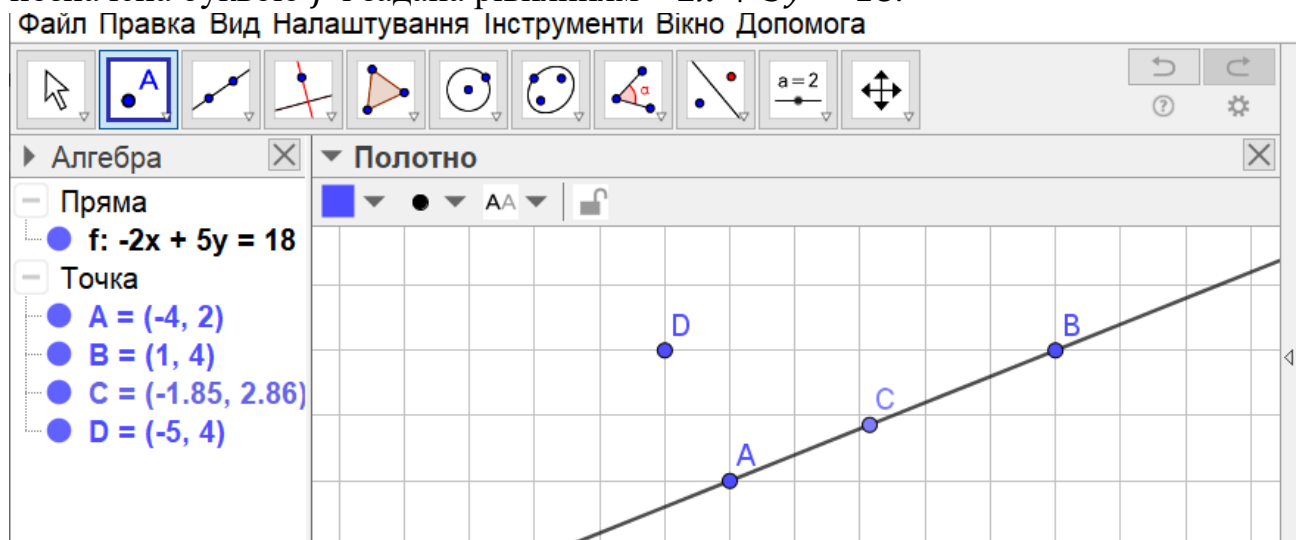 Файл Правка Вид Налаштування Інструменти Вікно Допомога
A
α
a = 2
Алгебра
Полотно
Пряма
AA
f: -2x + 5y = 18
Точка
A = (-4, 2)
B = (1, 4)
C = (-1.85, 2.86)
D = (-5, 4)
D
B
C
A